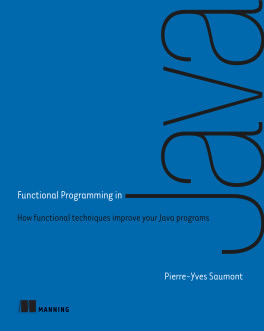 Functional Programming in
Java
How functional techniques improve your Java programs
Pierre-Yves Saumont
MANNING